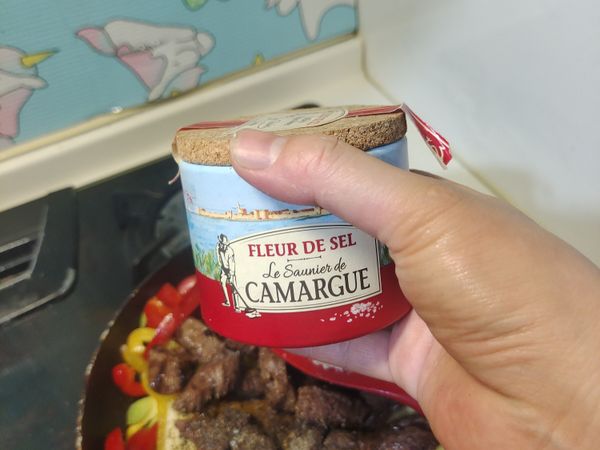 FLEUR DE SEL
Le Saunier de
CAMARGUE